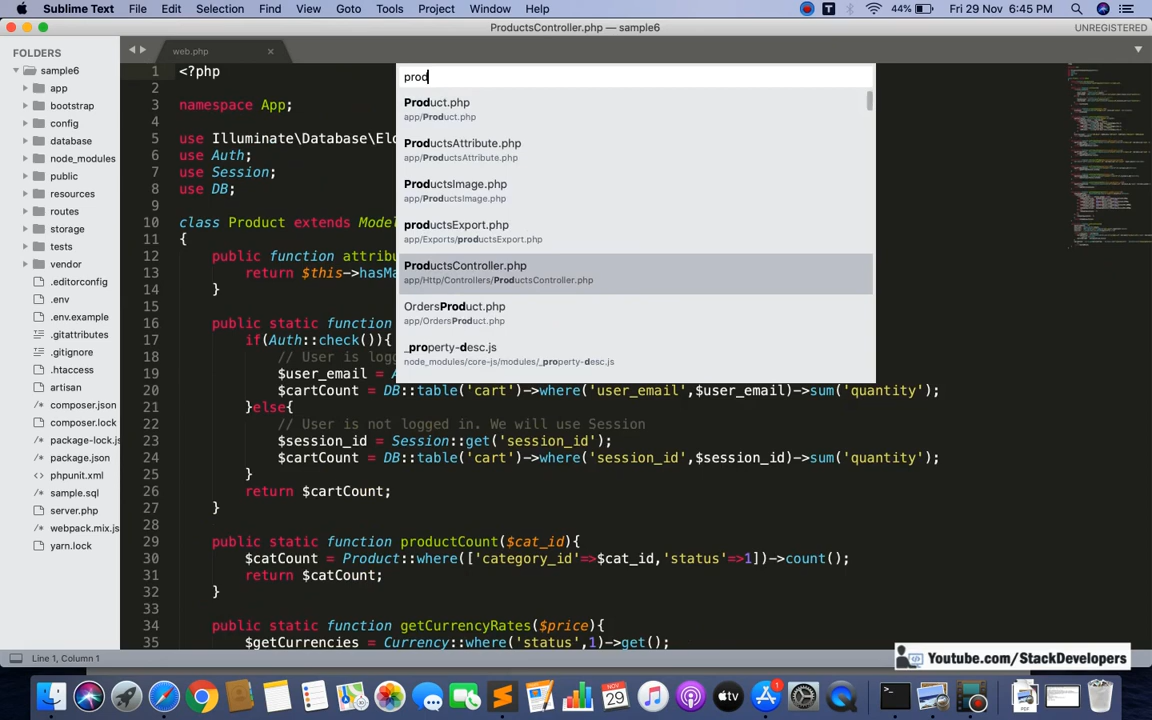 Sublime Text File Edit Selection Find View Goto Tools Project Window Help 44% Fri 29 Nov 6:45 PM
ProductsController.php — sample6 UNREGISTERED
FOLDERS
sample6
app
bootstrap
config
database
node_modules
public
resources
routes
storage
tests
vendor
.editorconfig
.env
.env.example
.gitattributes
.gitignore
.htaccess
artisan
composer.json
composer.lock
package-lock.js
package.json
phpunit.xml
sample.sql
server.php
webpack.mix.js
yarn.lock
web.php
prod
Product.php
app/Product.php
ProductsAttribute.php
app/ProductsAttribute.php
ProductsImage.php
app/ProductsImage.php
productsExport.php
app/Exports/productsExport.php
ProductsController.php
app/Http/Controllers/ProductsController.php
OrdersProduct.php
app/OrdersProduct.php
_property-desc.js
node_modules/core-js/modules/_property-desc.js
1 <?php
2
3 namespace App;
4
5 use Illuminate\Database\Elo
6 use Auth;
7 use Session;
8 use DB;
9
10 class Product extends Model
11 {
12 public function attrib
13 return $this->hasMa
14 }
15
16 public static function
17 if(Auth::check()){
18 // User is logg
19 $user_email = A
20 $cartCount = DB::table('cart')->where('user_email',$user_email)->sum('quantity');
21 }else{
22 // User is not logged in. We will use Session
23 $session_id = Session::get('session_id');
24 $cartCount = DB::table('cart')->where('session_id',$session_id)->sum('quantity');
25 }
26 return $cartCount;
27 }
28
29 public static function productCount($cat_id){
30 $catCount = Product::where(['category_id'=>$cat_id,'status'=>1])->count();
31 return $catCount;
32 }
33
34 public static function getCurrencyRates($price){
35 $getCurrencies = Currency::where('status',1)->get();
Line 1, Column 1
Youtube.com/StackDevelopers
NOV
29
tv
1